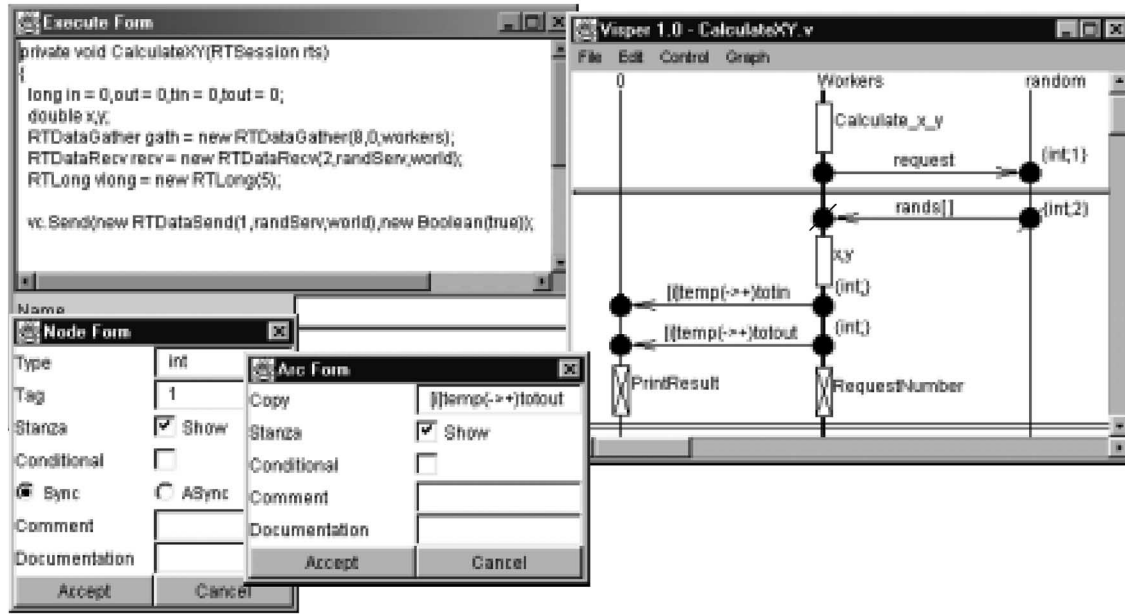 Execute Form
private void CalculateXY(RTSession rts)
{
long in = 0,out = 0,tin = 0,tout = 0;
double x,y;
RTDataGather gath = new RTDataGather(8,0,workers);
RTDataRecv recv = new RTDataRecv(2,randServ,world);
RTLong vlong = new RTLong(5);
vc.Send(new RTDataSend(1,randServ,world),new Boolean(true));
Name
Node Form
Type int
Tag 1
Stanza Show
Conditional
Sync ASync
Comment
Documentation
Accept Cancel
Arc Form
Copy [i]temp(->+)totout
Stanza Show
Conditional
Comment
Documentation
Accept Cancel
Visper 1.0 - CalculateXY.v
File Edit Control Graph
0 Workers random
Calculate_x_y
request {int;1}
rands[] {int;2}
x,y
[i]temp(->+)totin {int;}
[i]temp(->+)totout {int;}
PrintResult RequestNumber